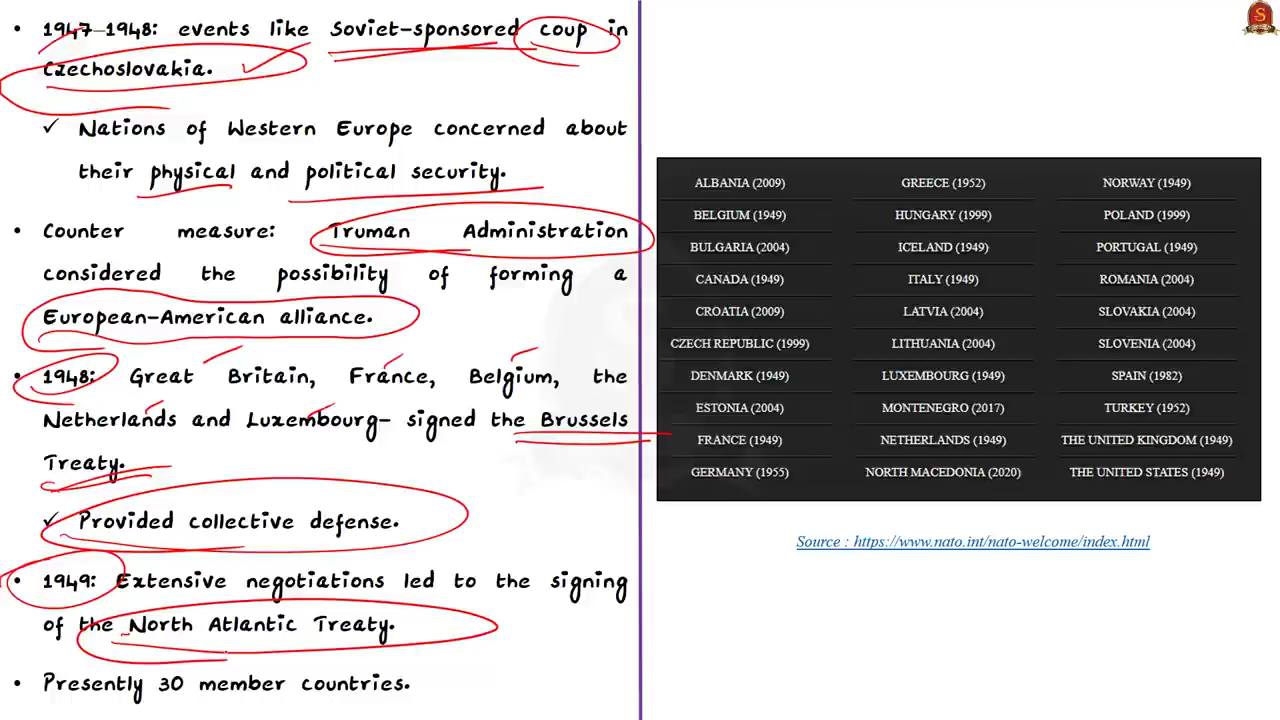 • 1947–1948: events like Soviet-sponsored coup in
Czechoslovakia.
✓ Nations of Western Europe concerned about
their physical and political security.
• Counter measure: Truman Administration
considered the possibility of forming a
European-American alliance.
• 1948: Great Britain, France, Belgium, the
Netherlands and Luxembourg- signed the Brussels
Treaty.
✓ Provided collective defense.
• 1949: Extensive negotiations led to the signing
of the North Atlantic Treaty.
• Presently 30 member countries.
ALBANIA (2009) GREECE (1952) NORWAY (1949)
BELGIUM (1949) HUNGARY (1999) POLAND (1999)
BULGARIA (2004) ICELAND (1949) PORTUGAL (1949)
CANADA (1949) ITALY (1949) ROMANIA (2004)
CROATIA (2009) LATVIA (2004) SLOVAKIA (2004)
CZECH REPUBLIC (1999) LITHUANIA (2004) SLOVENIA (2004)
DENMARK (1949) LUXEMBOURG (1949) SPAIN (1982)
ESTONIA (2004) MONTENEGRO (2017) TURKEY (1952)
FRANCE (1949) NETHERLANDS (1949) THE UNITED KINGDOM (1949)
GERMANY (1955) NORTH MACEDONIA (2020) THE UNITED STATES (1949)
Source : https://www.nato.int/nato-welcome/index.html